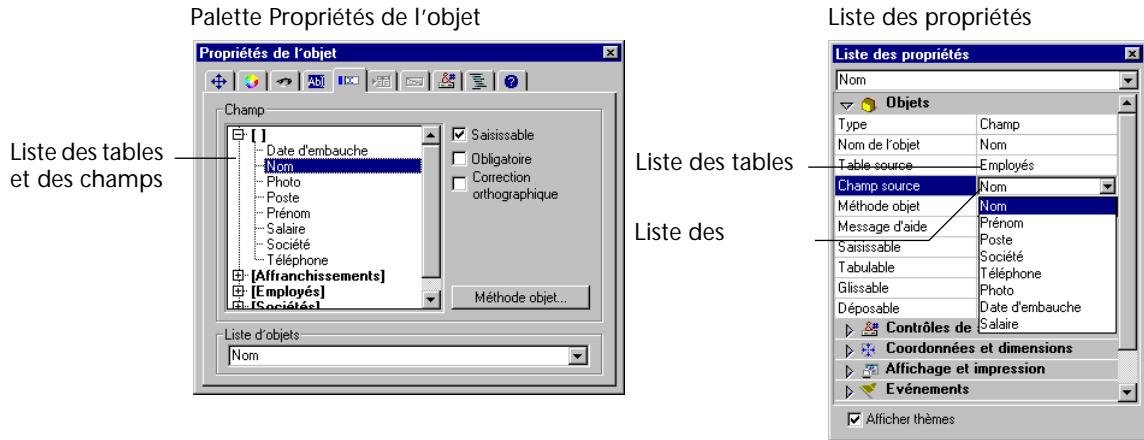 Palette Propriétés de l'objet
Liste des propriétés
Propriétés de l'objet
Champ
[ ]
Date d'embauche
Nom
Photo
Poste
Prénom
Salaire
Société
Téléphone
[Affranchissements]
[Employés]
[Sociétés]
Saisissable
Obligatoire
Correction
orthographique
Méthode objet...
Liste d'objets
Nom
Liste des tables
et des champs
Liste des tables
Liste des
Liste des propriétés
Nom
Objets
Type Champ
Nom de l'objet Nom
Table source Employés
Champ source Nom
Méthode objet
Message d'aide
Saisissable
Tabulable
Glissable
Déposable
Nom
Prénom
Poste
Société
Téléphone
Photo
Date d'embauche
Salaire
Contrôles de
Coordonnées et dimensions
Affichage et impression
Evénements
Afficher thèmes